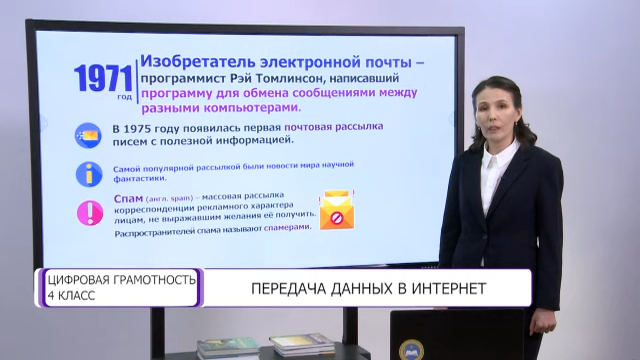 1971
год
Изобретатель электронной почты –
программист Рэй Томлинсон, написавший
программу для обмена сообщениями между
разными компьютерами.
В 1975 году появилась первая почтовая рассылка
писем с полезной информацией.
Самой популярной рассылкой были новости мира научной
фантастики.
Спам (англ. spam) – массовая рассылка
корреспонденции рекламного характера
лицам, не выражавшим желания её получить.
Распространителей спама называют спамерами.
ЦИФРОВАЯ ГРАМОТНОСТЬ
4 КЛАСС
ПЕРЕДАЧА ДАННЫХ В ИНТЕРНЕТ